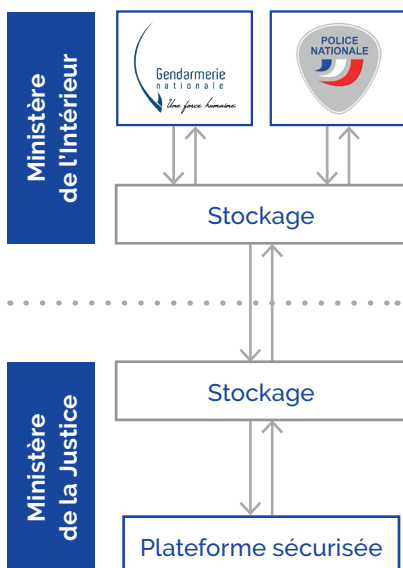 Ministère
de l'Intérieur
Gendarmerie
nationale
Une force humaine
POLICE
NATIONALE
Stockage
Ministère
de la Justice
Stockage
Plateforme sécurisée